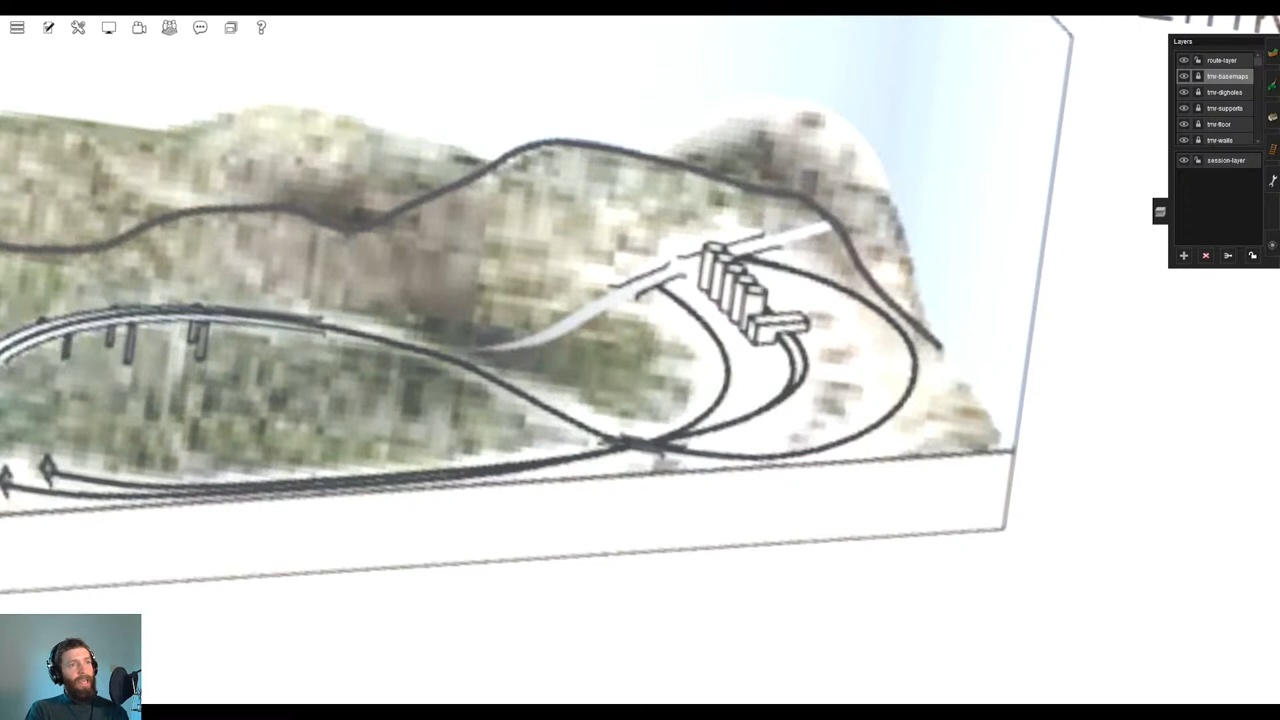 Layers
route-layer
tmr-basemaps
tmr-digholes
tmr-supports
tmr-floor
tmr-walls
session-layer